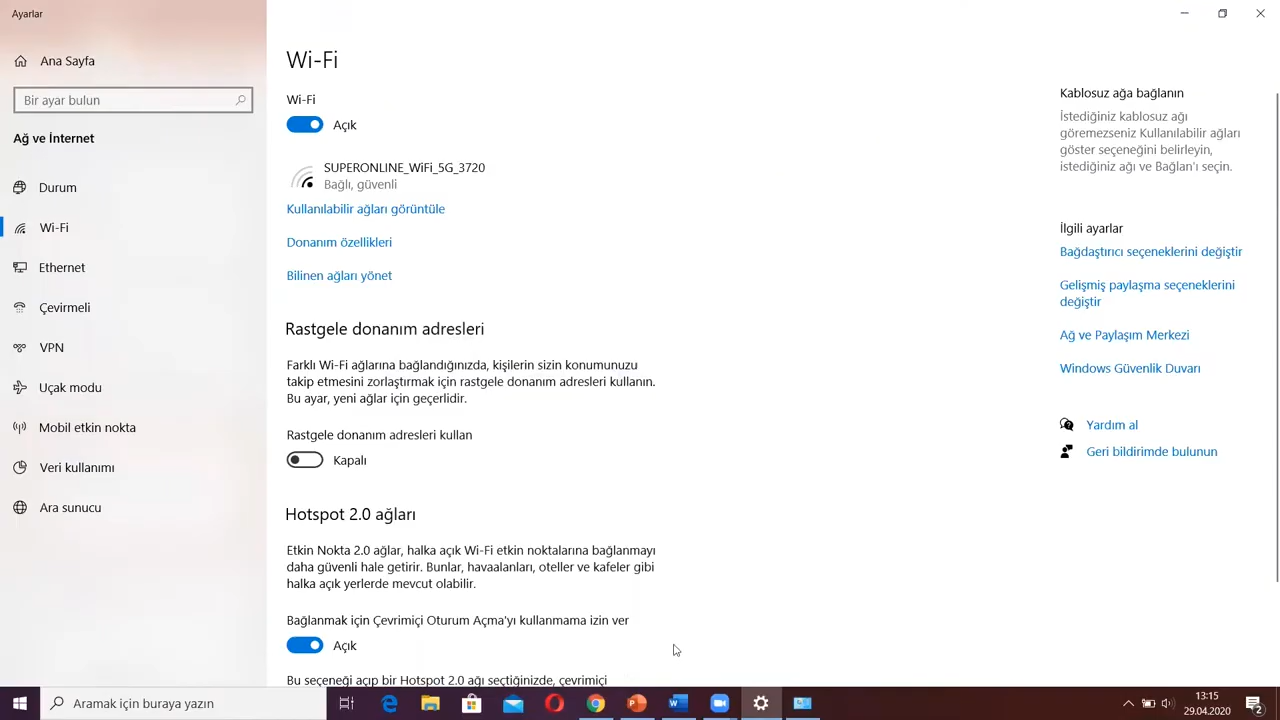 Ayarlar
Ana Sayfa
Bir ayar bulun
Ağ ve İnternet
Durum
Wi-Fi
Ethernet
Çevirmeli
VPN
Uçak modu
Mobil etkin nokta
Veri kullanımı
Ara sunucu
Wi-Fi
Wi-Fi
Açık
SUPERONLINE_WiFi_5G_3720
Bağlı, güvenli
Kullanılabilir ağları görüntüle
Donanım özellikleri
Bilinen ağları yönet
Rastgele donanım adresleri
Farklı Wi-Fi ağlarına bağlandığınızda, kişilerin sizin konumunuzu
takip etmesini zorlaştırmak için rastgele donanım adresleri kullanın.
Bu ayar, yeni ağlar için geçerlidir.
Rastgele donanım adresleri kullan
Kapalı
Hotspot 2.0 ağları
Etkin Nokta 2.0 ağlar, halka açık Wi-Fi etkin noktalarına bağlanmayı
daha güvenli hale getirir. Bunlar, havaalanları, oteller ve kafeler gibi
halka açık yerlerde mevcut olabilir.
Bağlanmak için Çevrimiçi Oturum Açma'yı kullanmama izin ver
Açık
Bu seçeneği açıp bir Hotspot 2.0 ağı seçtiğinizde, çevrimiçi
Kablosuz ağa bağlanın
İstediğiniz kablosuz ağı
göremezseniz Kullanılabilir ağları
göster seçeneğini belirleyin,
istediğiniz ağı ve Bağlan'ı seçin.
İlgili ayarlar
Bağdaştırıcı seçeneklerini değiştir
Gelişmiş paylaşma seçeneklerini
değiştir
Ağ ve Paylaşım Merkezi
Windows Güvenlik Duvarı
Yardım al
Geri bildirimde bulunun
Aramak için buraya yazın
13:15
29.04.2020
2